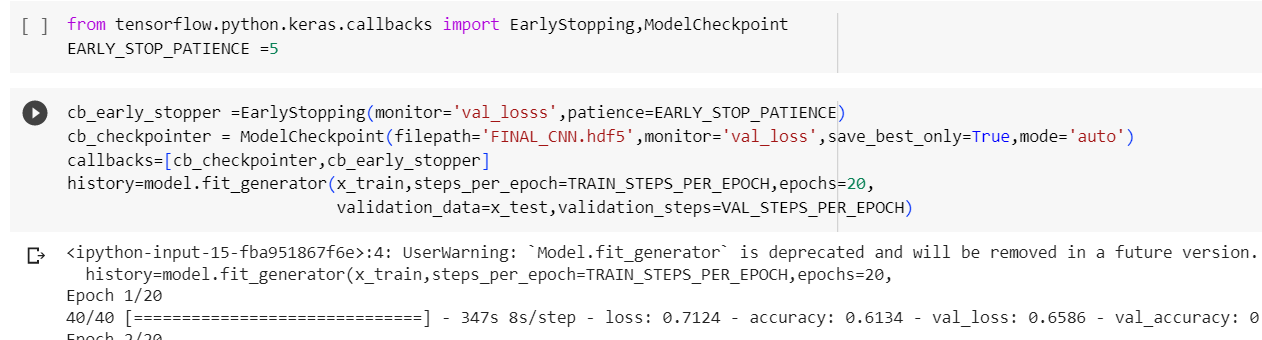 [ ] from tensorflow.python.keras.callbacks import EarlyStopping,ModelCheckpoint
EARLY_STOP_PATIENCE =5
cb_early_stopper =EarlyStopping(monitor='val_losss',patience=EARLY_STOP_PATIENCE)
cb_checkpointer = ModelCheckpoint(filepath='FINAL_CNN.hdf5',monitor='val_loss',save_best_only=True,mode='auto')
callbacks=[cb_checkpointer,cb_early_stopper]
history=model.fit_generator(x_train,steps_per_epoch=TRAIN_STEPS_PER_EPOCH,epochs=20,
validation_data=x_test,validation_steps=VAL_STEPS_PER_EPOCH)
<ipython-input-15-fba951867f6e>:4: UserWarning: `Model.fit_generator` is deprecated and will be removed in a future version.
history=model.fit_generator(x_train,steps_per_epoch=TRAIN_STEPS_PER_EPOCH,epochs=20,
Epoch 1/20
40/40 [==============================] - 347s 8s/step - loss: 0.7124 - accuracy: 0.6134 - val_loss: 0.6586 - val_accuracy: 0
Epoch 2/20